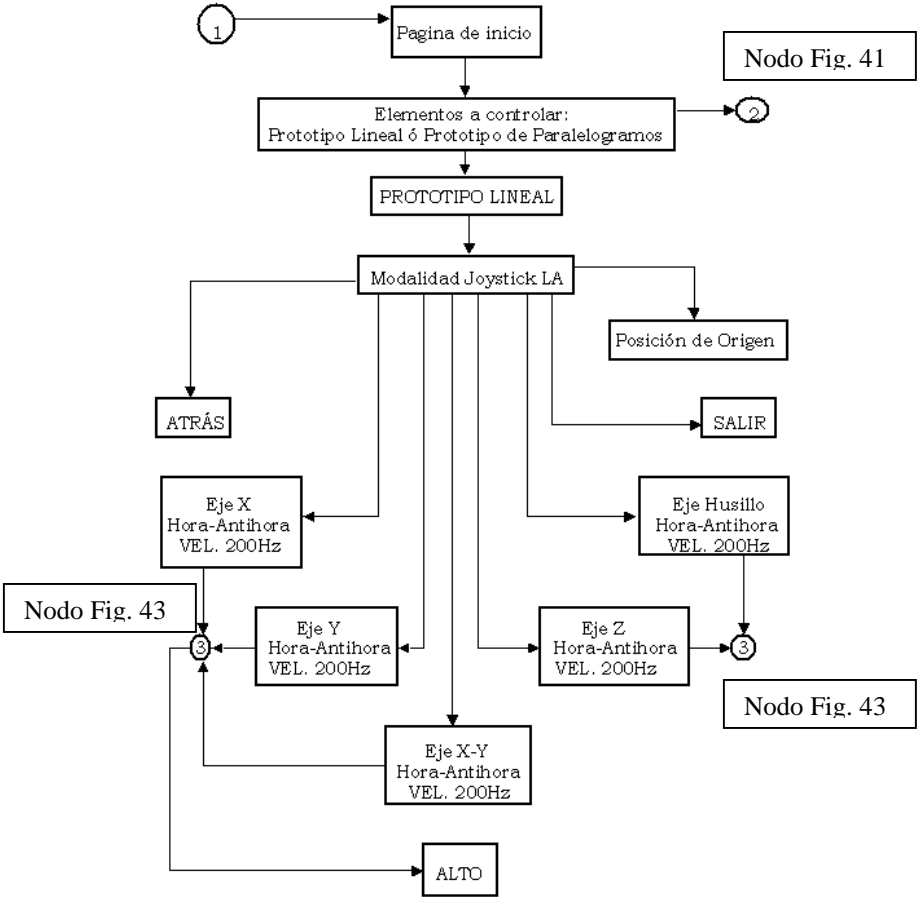 1
Pagina de inicio
Nodo Fig. 41
Elementos a controlar:
Prototipo Lineal ó Prototipo de Paralelogramos
2
PROTOTIPO LINEAL
Modalidad Joystick LA
Posición de Origen
ATRÁS
SALIR
Eje X
Hora-Antihora
VEL. 200Hz
Eje Husillo
Hora-Antihora
VEL. 200Hz
Nodo Fig. 43
3
Eje Y
Hora-Antihora
VEL. 200Hz
Eje Z
Hora-Antihora
VEL. 200Hz
3
Nodo Fig. 43
Eje X-Y
Hora-Antihora
VEL. 200Hz
ALTO